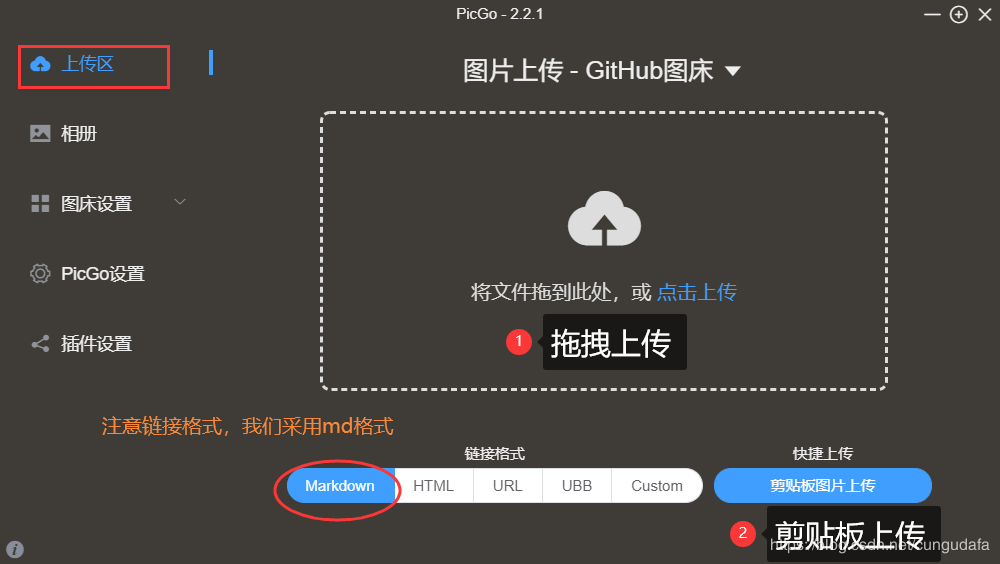 PicGo - 2.2.1
上传区
相册
图床设置
PicGo设置
插件设置
图片上传 - GitHub图床
将文件拖到此处，或 点击上传
1 拖拽上传
注意链接格式，我们采用md格式
链接格式
Markdown HTML URL UBB Custom
快捷上传
剪贴板图片上传
2 剪贴板上传
https://blog.csdn.net/cungudafa